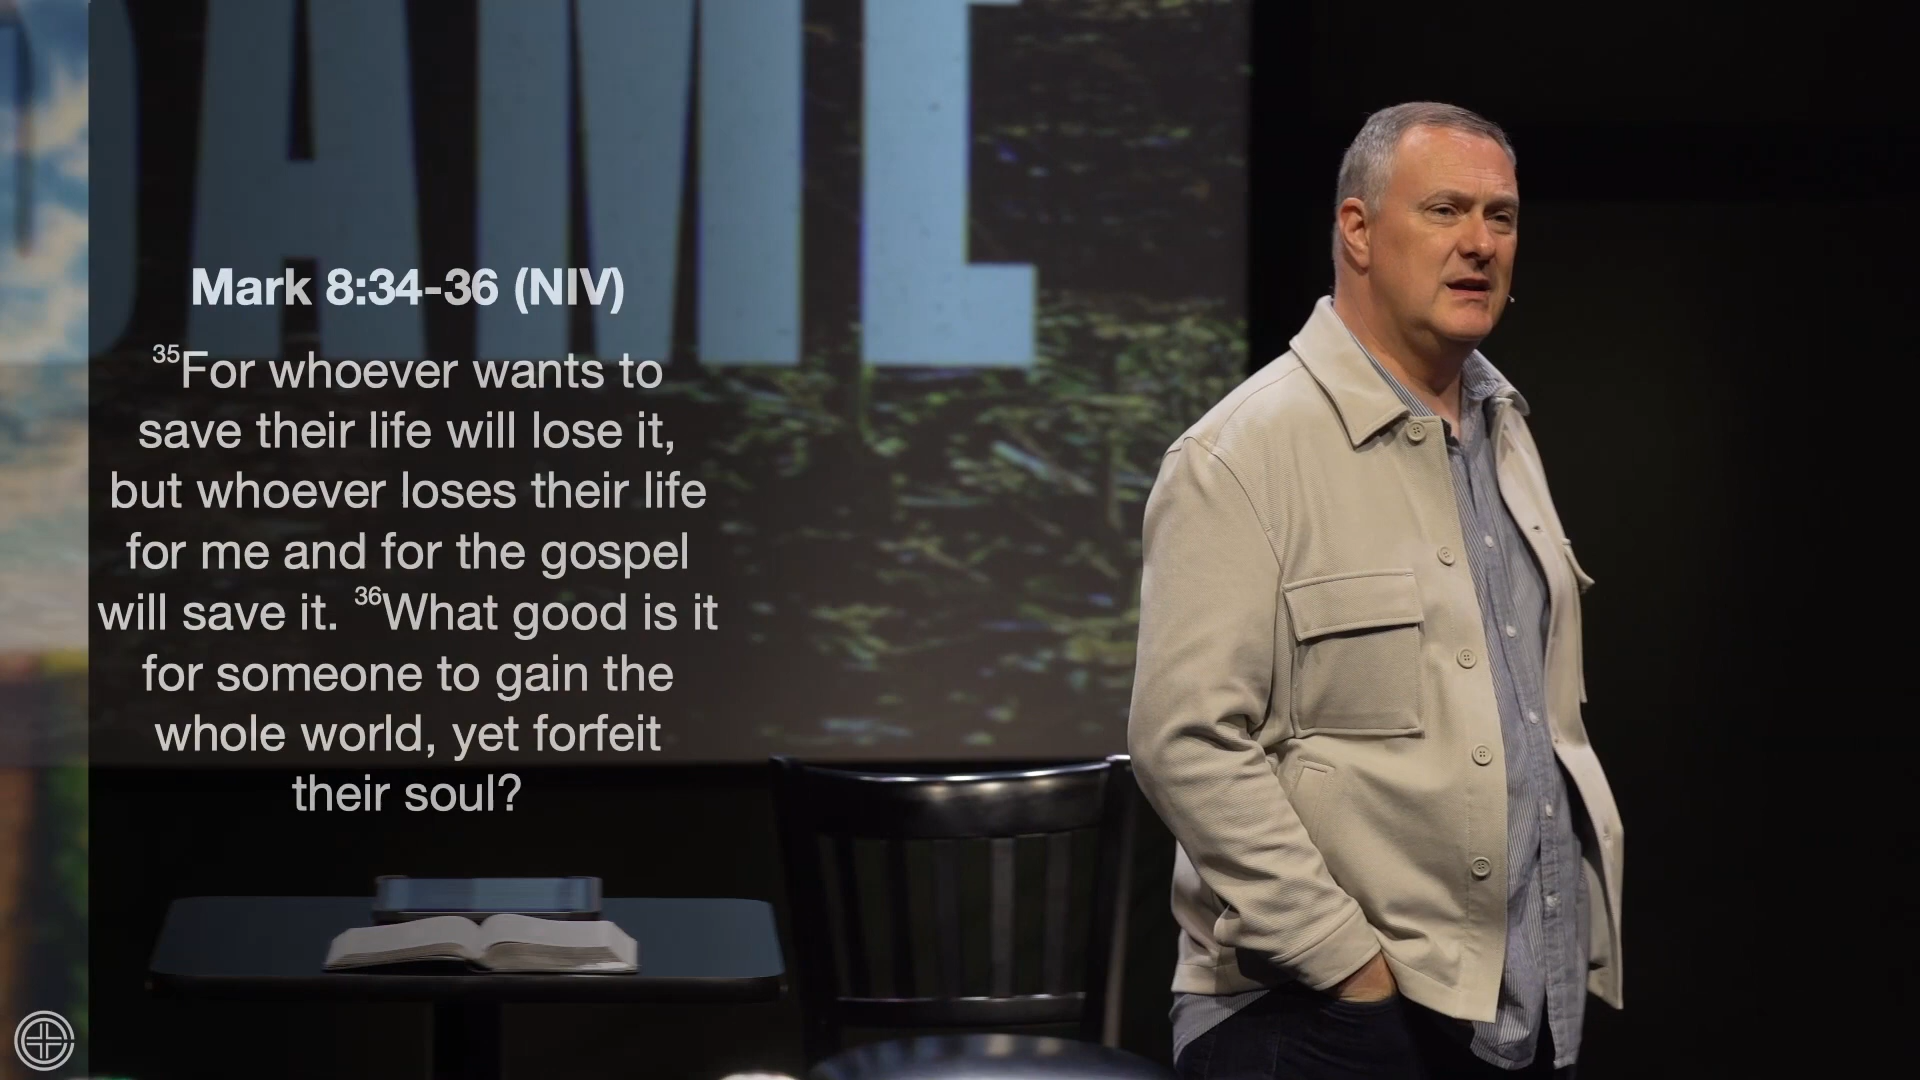 DAME
Mark 8:34-36 (NIV)
35For whoever wants to
save their life will lose it,
but whoever loses their life
for me and for the gospel
will save it. 36What good is it
for someone to gain the
whole world, yet forfeit
their soul?